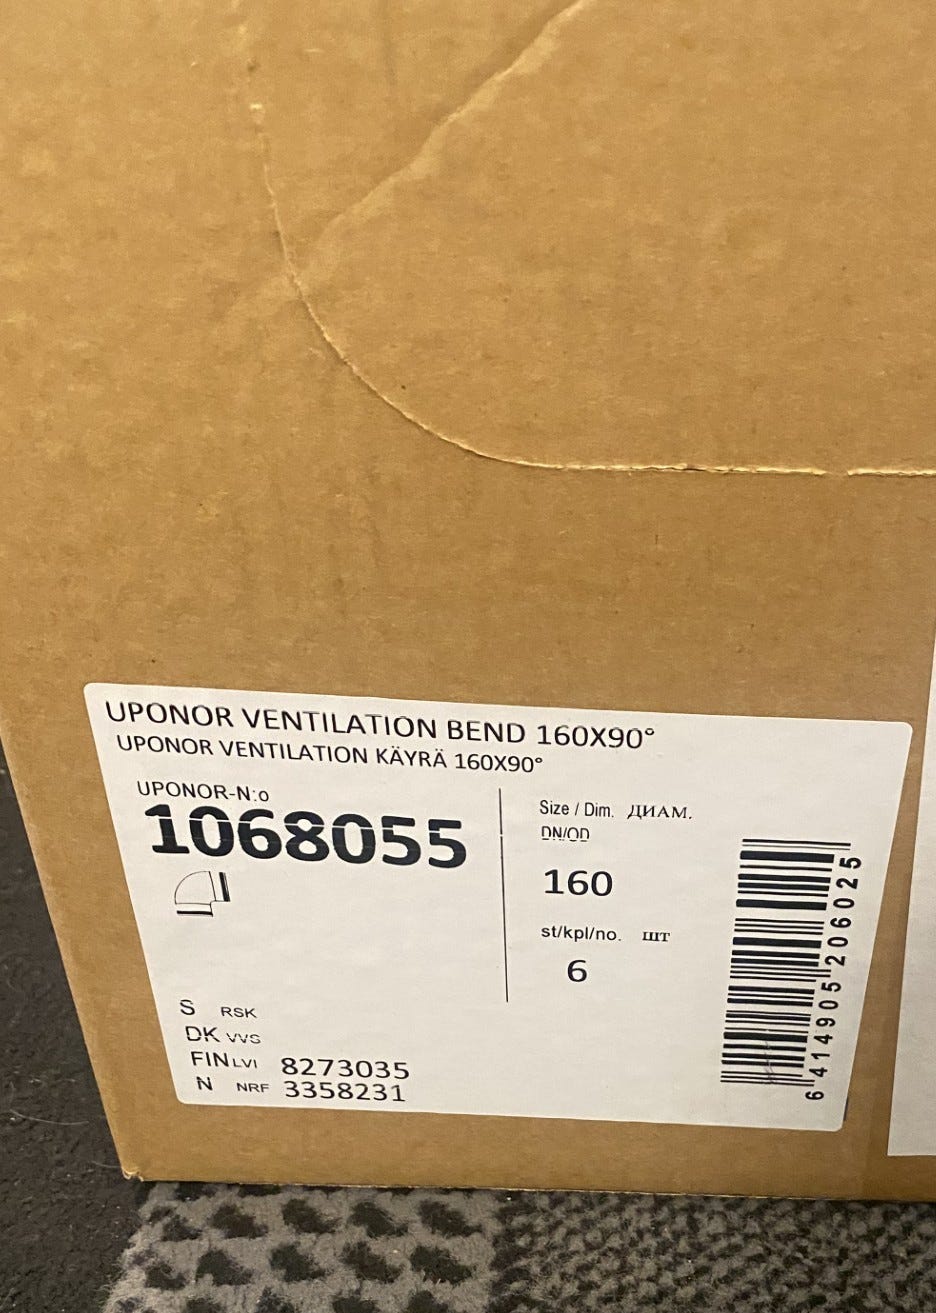 UPONOR VENTILATION BEND 160X90°
UPONOR VENTILATION KÄYRÄ 160X90°
UPONOR-N:o
1068055
Size / Dim. ДИАМ.
DN/OD
160
st/kpl/no. шт
6
S RSK
DK VVS
FIN LVI 8273035
N NRF 3358231
6 414905 206025